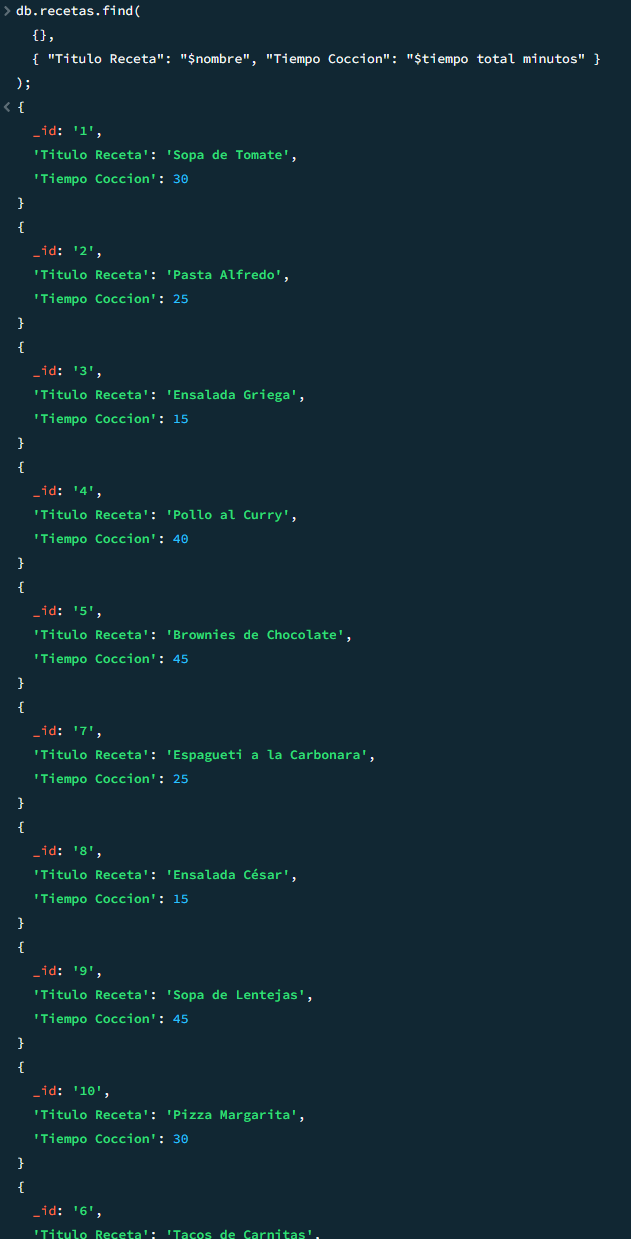 db.recetas.find(
{},
{ "Titulo Receta": "$nombre", "Tiempo Coccion": "$tiempo total minutos" }
);
{
_id: '1',
'Titulo Receta': 'Sopa de Tomate',
'Tiempo Coccion': 30
}
{
_id: '2',
'Titulo Receta': 'Pasta Alfredo',
'Tiempo Coccion': 25
}
{
_id: '3',
'Titulo Receta': 'Ensalada Griega',
'Tiempo Coccion': 15
}
{
_id: '4',
'Titulo Receta': 'Pollo al Curry',
'Tiempo Coccion': 40
}
{
_id: '5',
'Titulo Receta': 'Brownies de Chocolate',
'Tiempo Coccion': 45
}
{
_id: '7',
'Titulo Receta': 'Espagueti a la Carbonara',
'Tiempo Coccion': 25
}
{
_id: '8',
'Titulo Receta': 'Ensalada César',
'Tiempo Coccion': 15
}
{
_id: '9',
'Titulo Receta': 'Sopa de Lentejas',
'Tiempo Coccion': 45
}
{
_id: '10',
'Titulo Receta': 'Pizza Margarita',
'Tiempo Coccion': 30
}
{
_id: '6',
'Titulo Receta': 'Tacos de Carnitas',